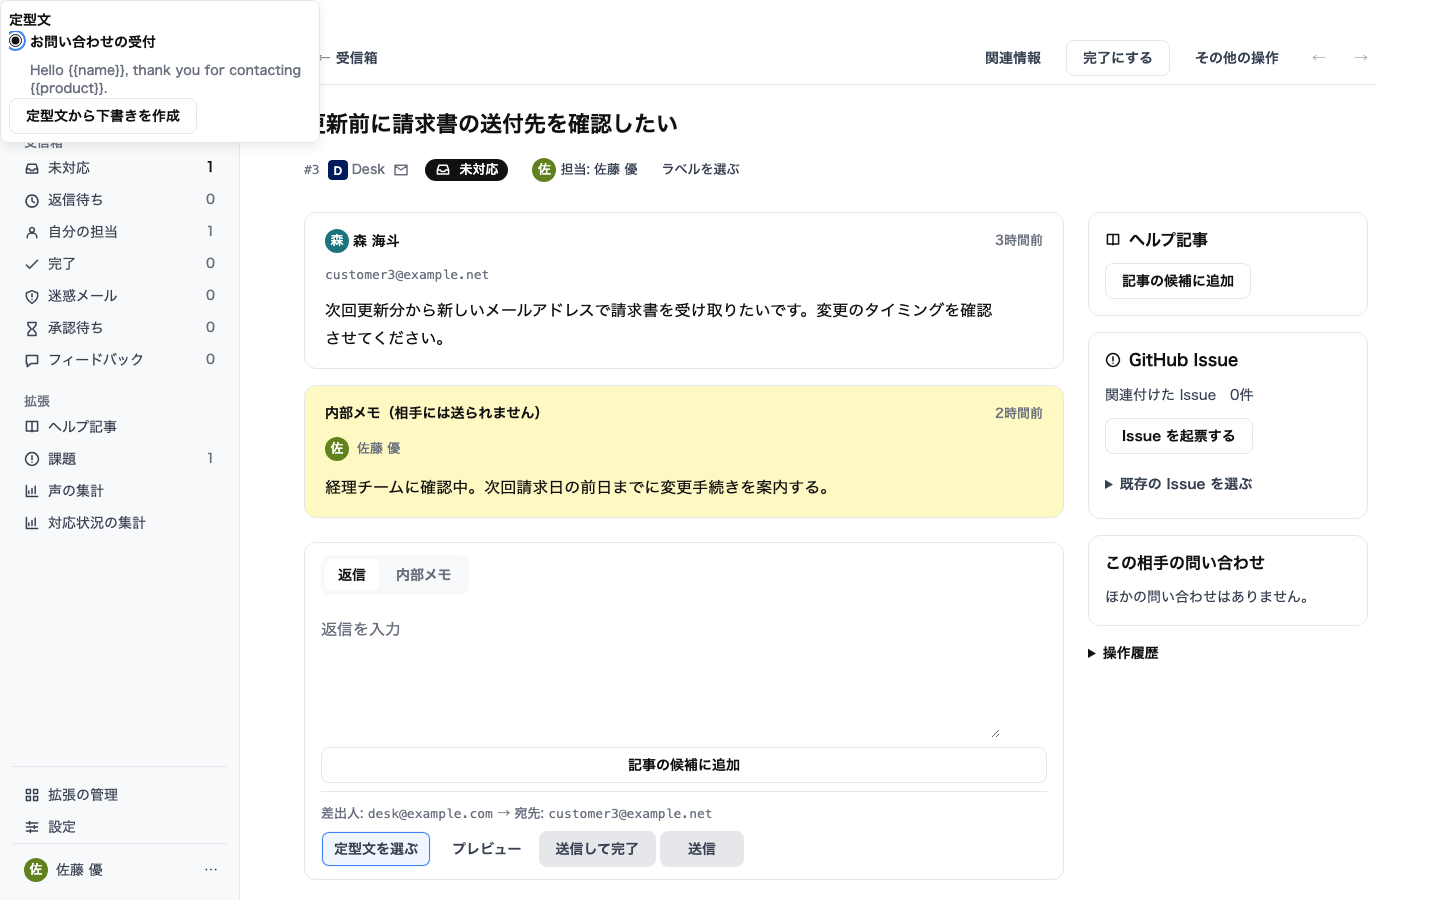 定型文
お問い合わせの受付
Hello {{name}}, thank you for contacting
{{product}}.
定型文から下書きを作成
← 受信箱
関連情報
完了にする
その他の操作
←
→
更新前に請求書の送付先を確認したい
#3 D Desk 未対応 佐 担当: 佐藤 優 ラベルを選ぶ
受信箱
未対応 1
返信待ち 0
自分の担当 1
完了 0
迷惑メール 0
承認待ち 0
フィードバック 0
拡張
ヘルプ記事
課題 1
声の集計
対応状況の集計
拡張の管理
設定
佐 佐藤 優 …
森 森 海斗 3時間前
customer3@example.net
次回更新分から新しいメールアドレスで請求書を受け取りたいです。変更のタイミングを確認
させてください。
内部メモ（相手には送られません） 2時間前
佐 佐藤 優
経理チームに確認中。次回請求日の前日までに変更手続きを案内する。
返信 内部メモ
返信を入力
記事の候補に追加
差出人: desk@example.com → 宛先: customer3@example.net
定型文を選ぶ プレビュー 送信して完了 送信
ヘルプ記事
記事の候補に追加
GitHub Issue
関連付けた Issue 0件
Issue を起票する
▶ 既存の Issue を選ぶ
この相手の問い合わせ
ほかの問い合わせはありません。
▶ 操作履歴